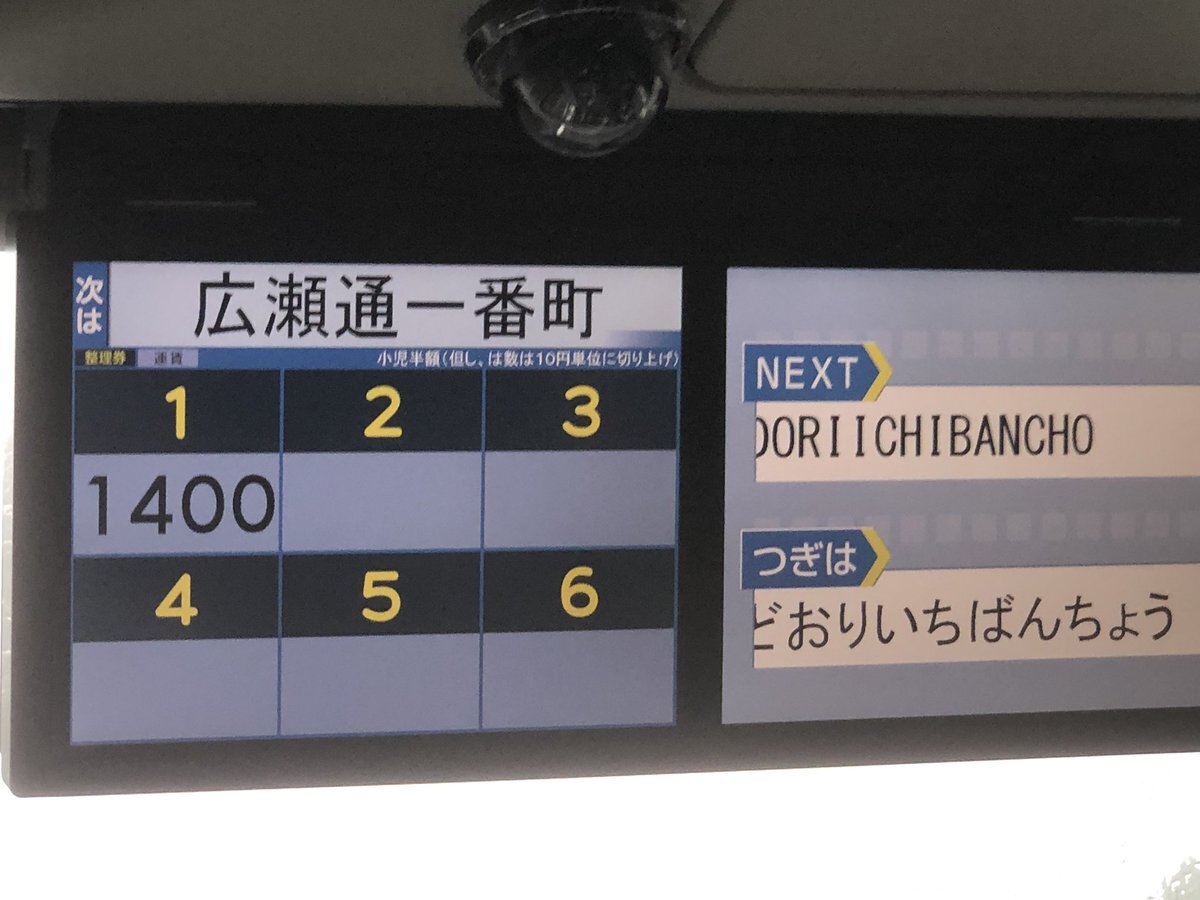 次は
広瀬通一番町
整理券 運賃 小児半額(但し、は数は10円単位に切り上げ)
1 2 3
1400
4 5 6
NEXT
DORIICHIBANCHO
つぎは
どおりいちばんちょう